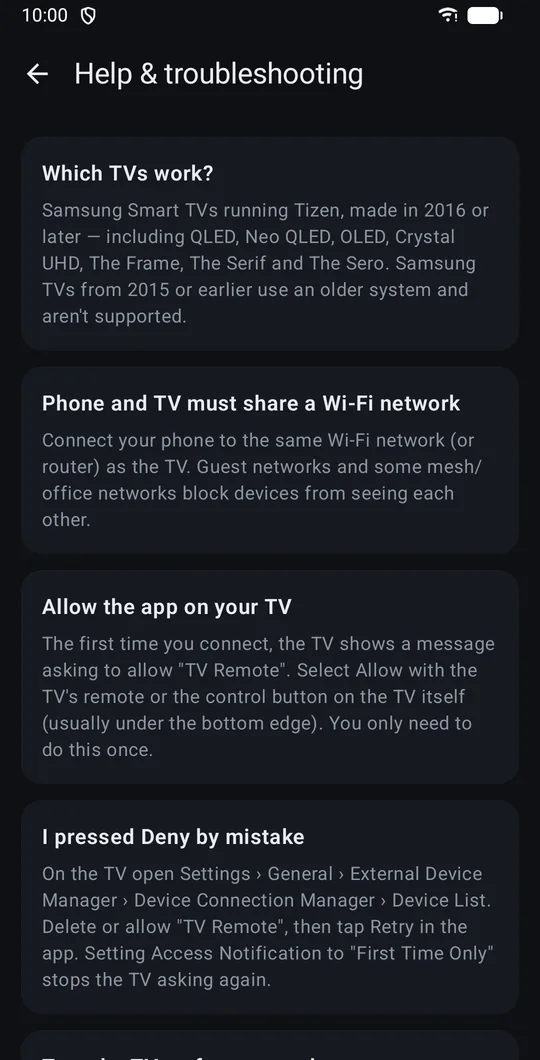 10:00
Help & troubleshooting
Which TVs work?
Samsung Smart TVs running Tizen, made in 2016 or
later — including QLED, Neo QLED, OLED, Crystal
UHD, The Frame, The Serif and The Sero. Samsung
TVs from 2015 or earlier use an older system and
aren't supported.
Phone and TV must share a Wi-Fi network
Connect your phone to the same Wi-Fi network (or
router) as the TV. Guest networks and some mesh/
office networks block devices from seeing each
other.
Allow the app on your TV
The first time you connect, the TV shows a message
asking to allow "TV Remote". Select Allow with the
TV's remote or the control button on the TV itself
(usually under the bottom edge). You only need to
do this once.
I pressed Deny by mistake
On the TV open Settings › General › External Device
Manager › Device Connection Manager › Device List.
Delete or allow "TV Remote", then tap Retry in the
app. Setting Access Notification to "First Time Only"
stops the TV asking again.